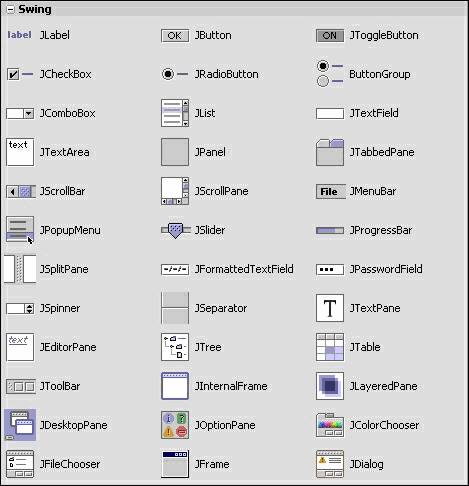 Swing
label JLabel OK JButton ON JToggleButton
JCheckBox JRadioButton ButtonGroup
JComboBox JList JTextField
text JTextArea JPanel JTabbedPane
JScrollBar JScrollPane File JMenuBar
JPopupMenu JSlider JProgressBar
JSplitPane JFormattedTextField JPasswordField
JSpinner JSeparator T JTextPane
text JEditorPane JTree JTable
JToolBar JInternalFrame JLayeredPane
JDesktopPane JOptionPane JColorChooser
JFileChooser JFrame JDialog